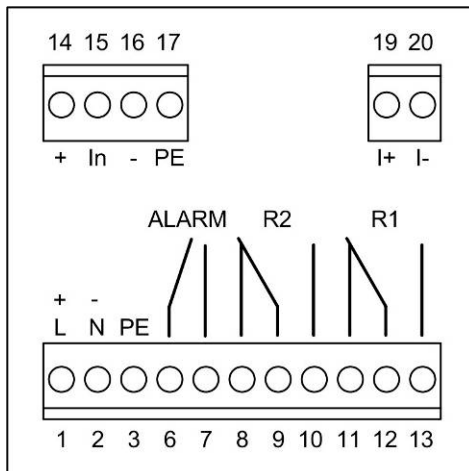 14 15 16 17 19 20
+ In - PE I+ I-
ALARM R2 R1
+ -
L N PE
1 2 3 6 7 8 9 10 11 12 13